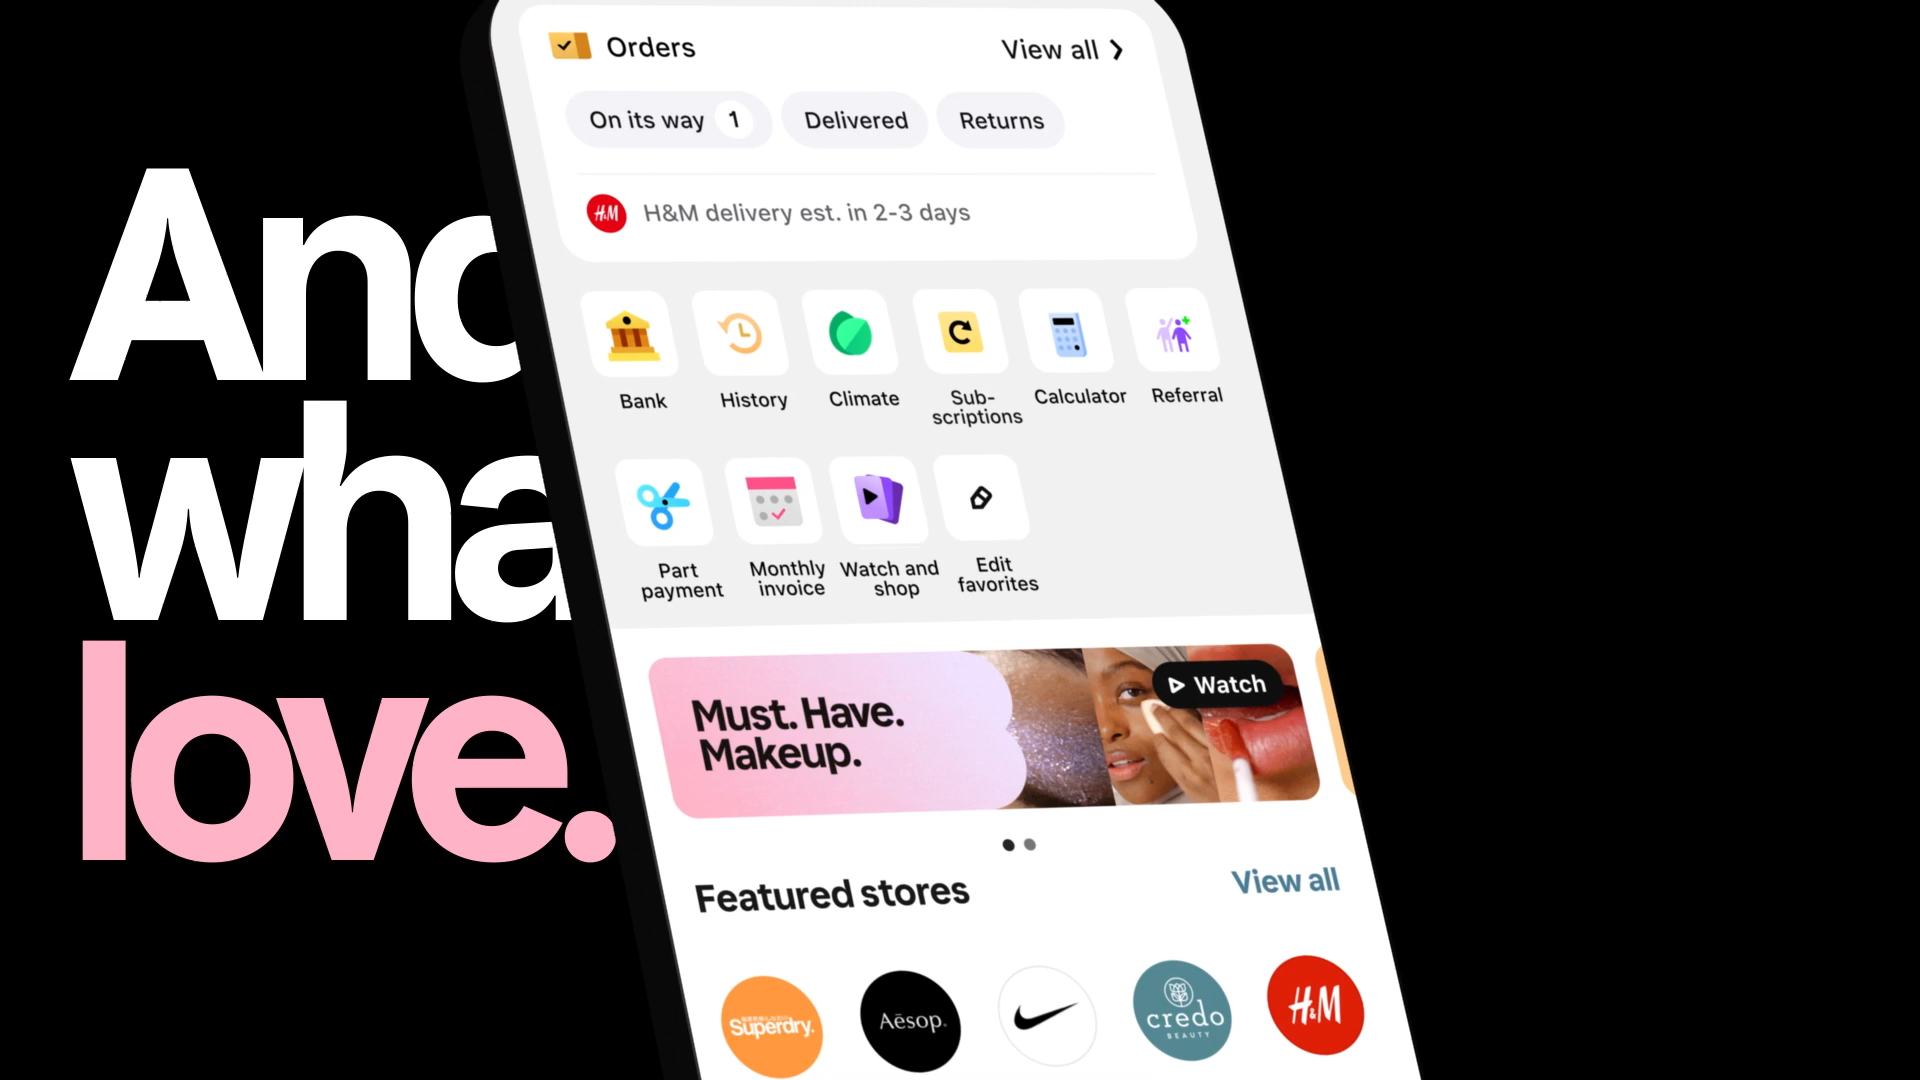 And
wha
love.
Orders
View all
On its way 1
Delivered
Returns
H&M
H&M delivery est. in 2-3 days
Bank
History
Climate
Sub-
scriptions
Calculator
Referral
Part
payment
Monthly
invoice
Watch and
shop
Edit
favorites
Must. Have.
Makeup.
Watch
Featured stores
View all
Superdry.
Aēsop.
credo
BEAUTY
H&M